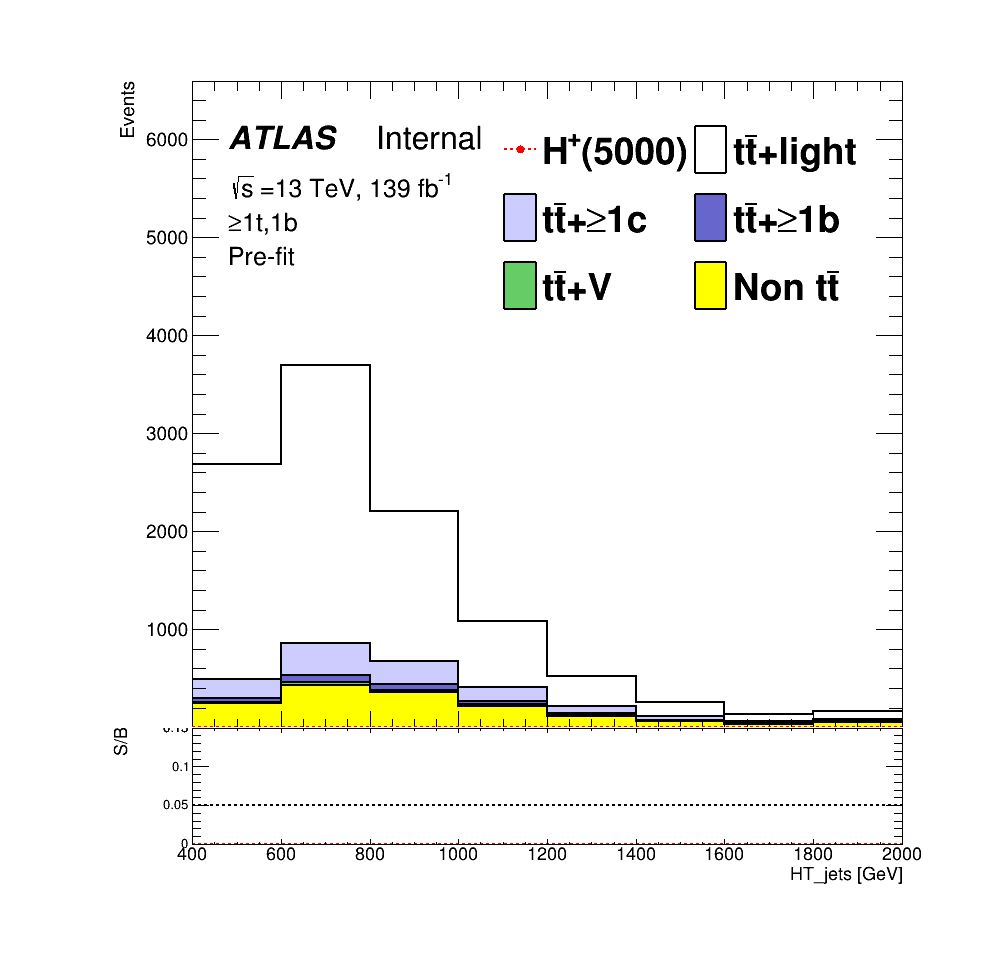 Events
6000
5000
4000
3000
2000
1000
ATLAS Internal
√s =13 TeV, 139 fb⁻¹
≥1t,1b
Pre-fit
H⁺(5000) tt̄+light
tt̄+≥1c tt̄+≥1b
tt̄+V Non tt̄
S/B
0.15
0.1
0.05
0
400 600 800 1000 1200 1400 1600 1800 2000
HT_jets [GeV]